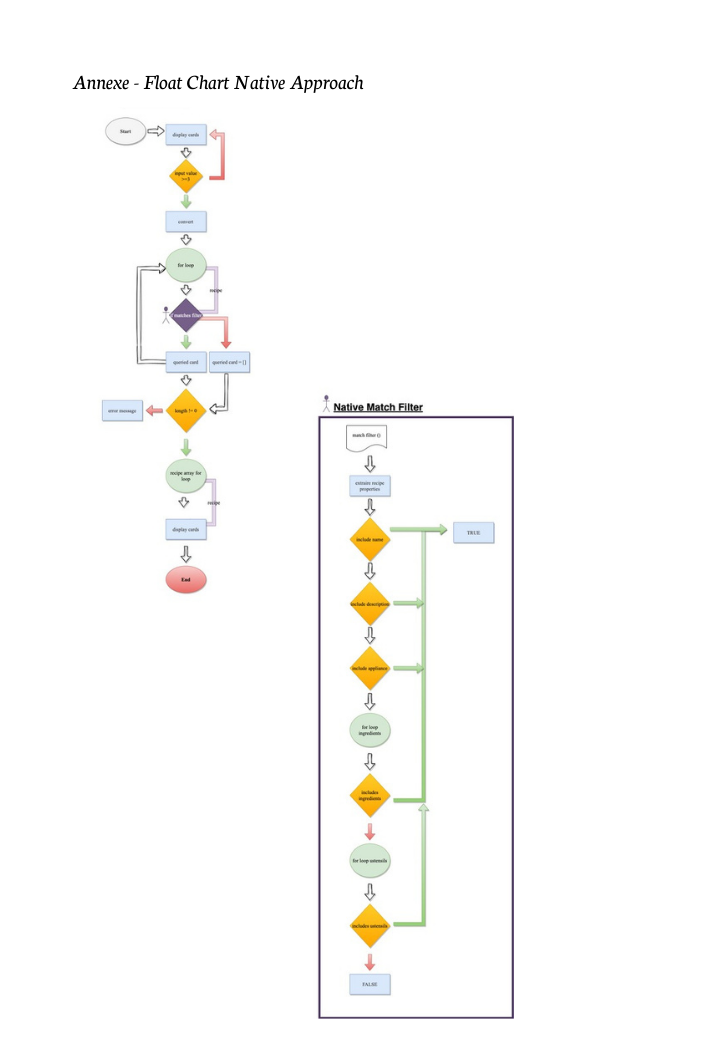 Annexe - Float Chart Native Approach
Start
display cards
input value
>=3
convert
for loop
recipe
if matches filter
queried card
queried card = []
length != 0
error message
recipe array for
loop
recipe
display cards
End
Native Match Filter
match filter ()
extraire recipe
properties
include name
TRUE
include description
include appliance
for loop
ingredients
includes
ingredients
for loop ustensils
includes ustensils
FALSE